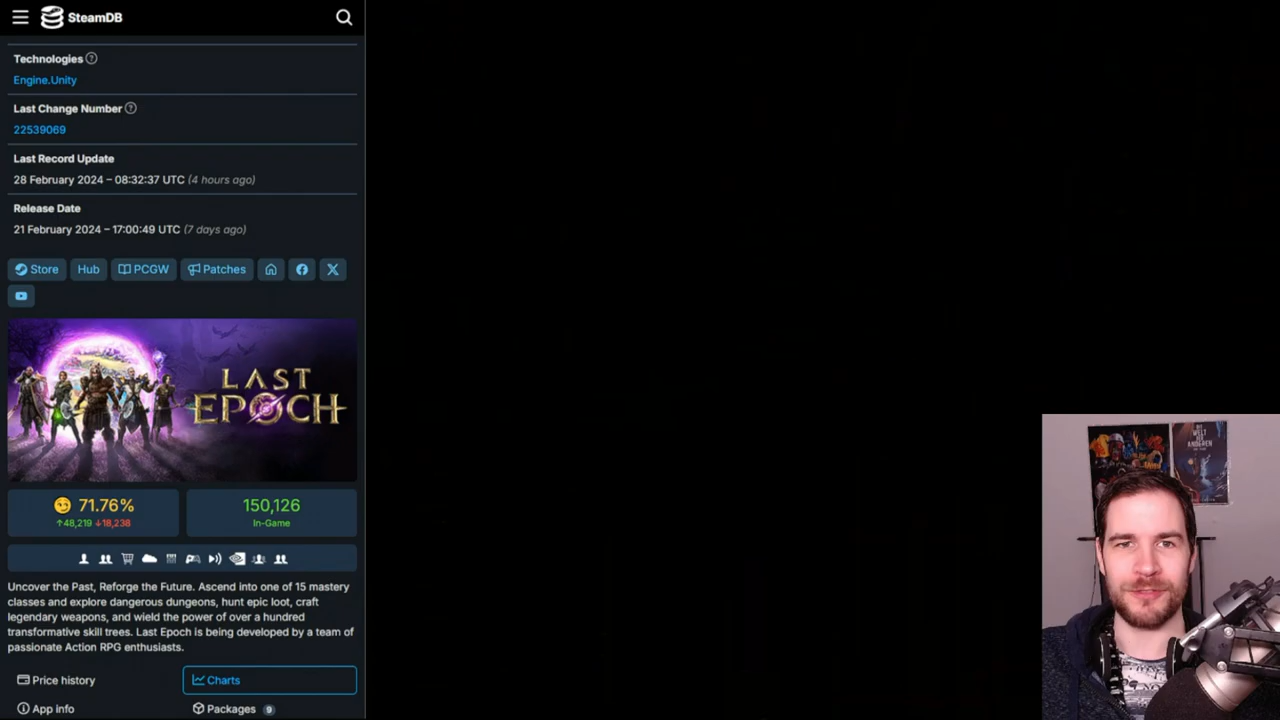 SteamDB
Technologies
Engine.Unity
Last Change Number
22539069
Last Record Update
28 February 2024 – 08:32:37 UTC (4 hours ago)
Release Date
21 February 2024 – 17:00:49 UTC (7 days ago)
Store Hub PCGW Patches
LAST
EPOCH
71.76%
↑48,219 ↓18,238
150,126
In-Game
Uncover the Past, Reforge the Future. Ascend into one of 15 mastery
classes and explore dangerous dungeons, hunt epic loot, craft
legendary weapons, and wield the power of over a hundred
transformative skill trees. Last Epoch is being developed by a team of
passionate Action RPG enthusiasts.
Price history
Charts
App info
Packages 9
DIE
WELT
DER
ANDEREN